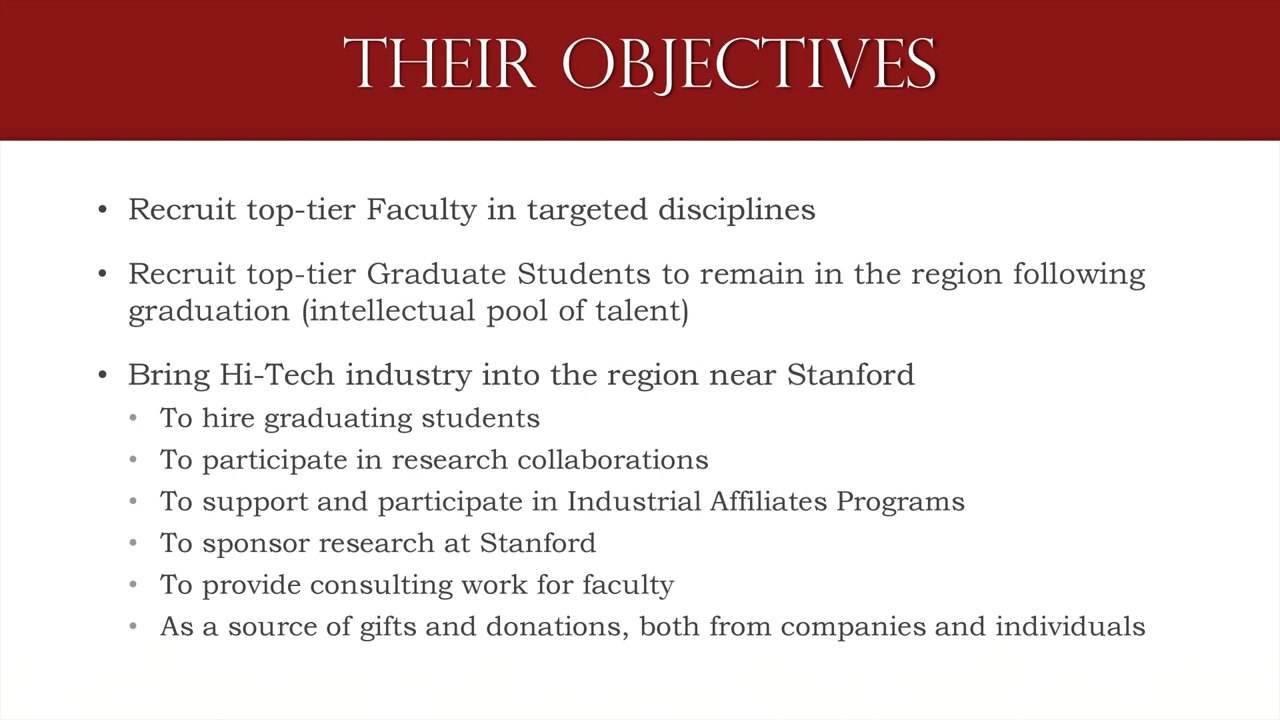 THEIR OBJECTIVES
• Recruit top-tier Faculty in targeted disciplines
• Recruit top-tier Graduate Students to remain in the region following
graduation (intellectual pool of talent)
• Bring Hi-Tech industry into the region near Stanford
• To hire graduating students
• To participate in research collaborations
• To support and participate in Industrial Affiliates Programs
• To sponsor research at Stanford
• To provide consulting work for faculty
• As a source of gifts and donations, both from companies and individuals